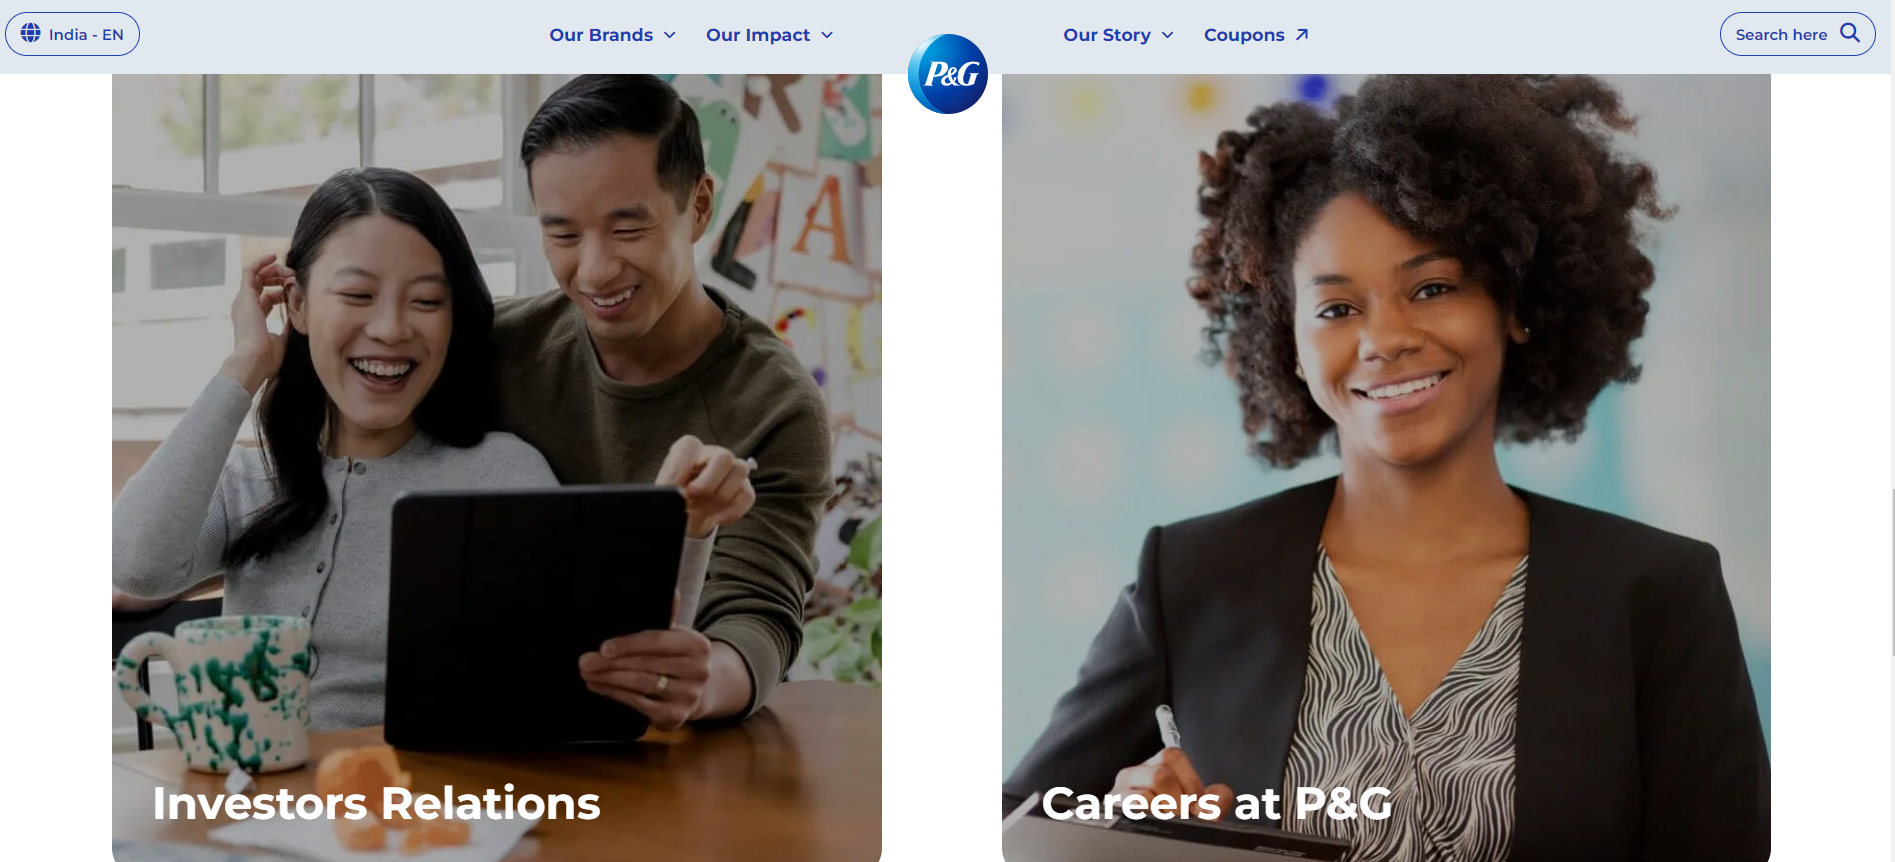 India - EN
Our Brands
Our Impact
P&G
Our Story
Coupons
Search here
A
Investors Relations
Careers at P&G